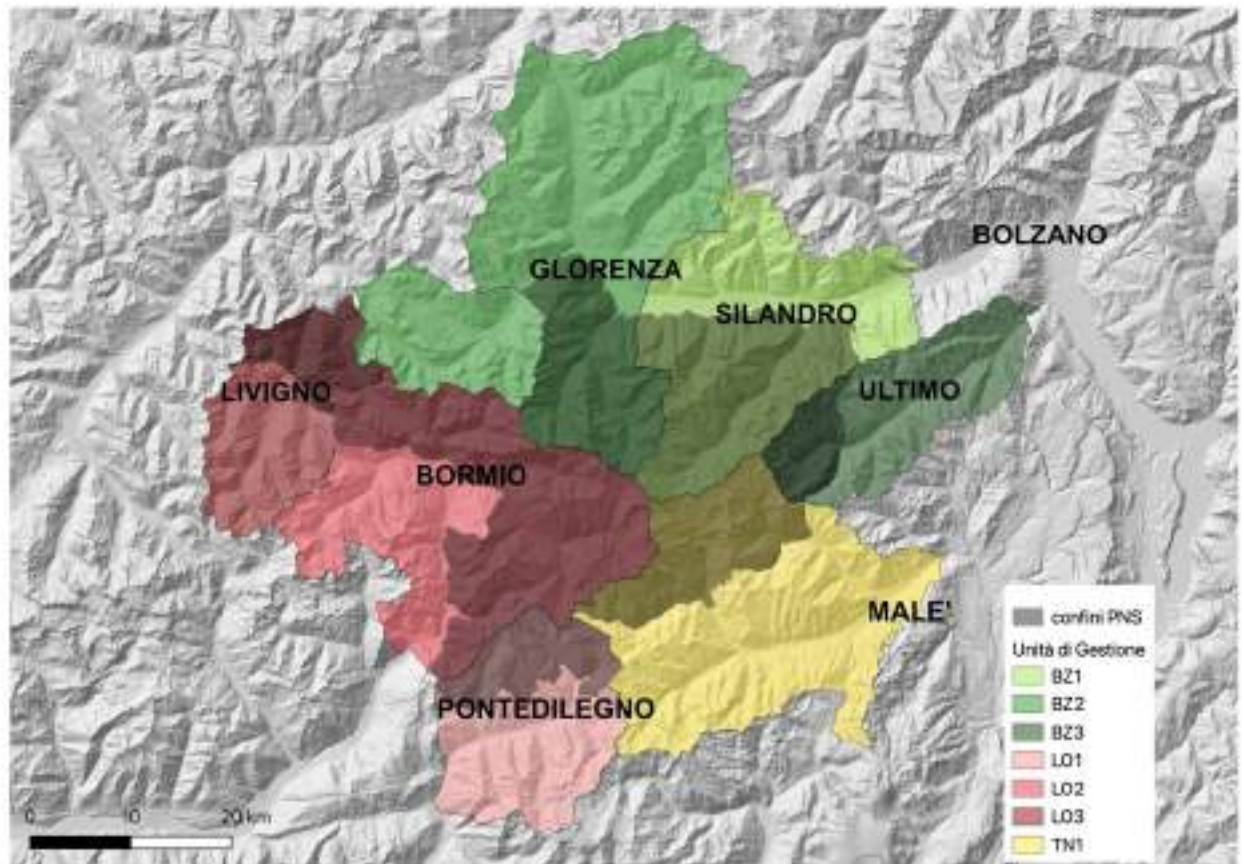 BOLZANO
GLORENZA
SILANDRO
LIVIGNO
ULTIMO
BORMIO
MALE'
PONTEDILEGNO
confini PNS
Unità di Gestione
BZ1
BZ2
BZ3
LO1
LO2
LO3
TN1
0 10 20 km